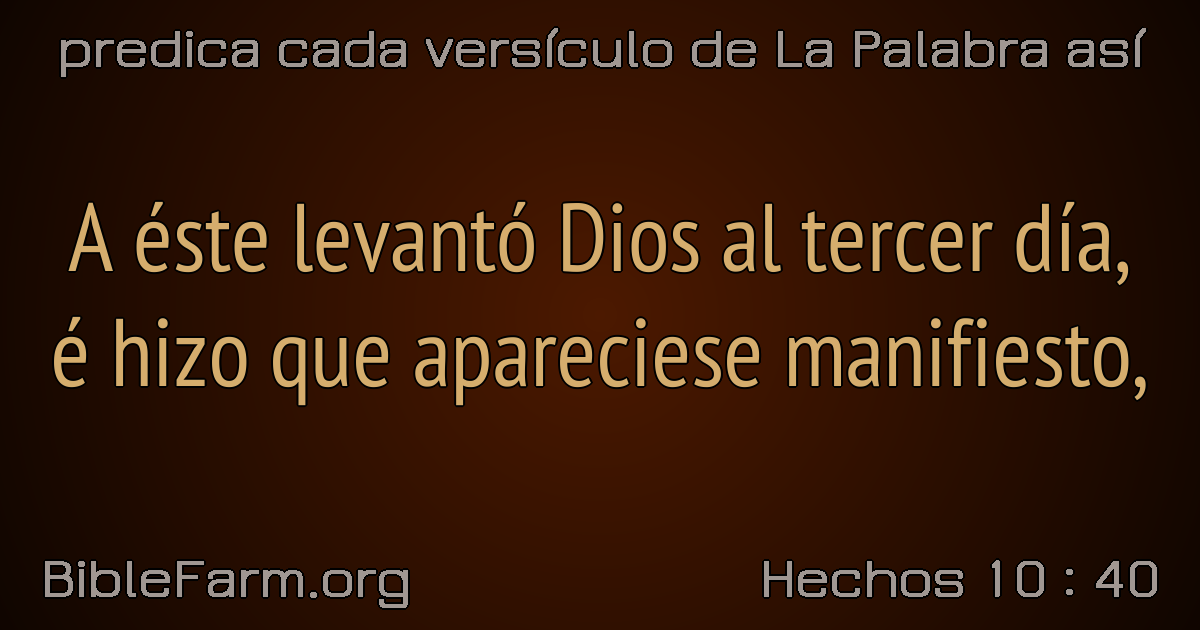 predica cada versículo de La Palabra así
A éste levantó Dios al tercer día,
é hizo que apareciese manifiesto,
BibleFarm.org
Hechos 10 : 40